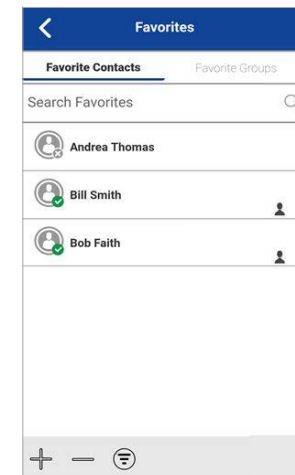 Favorites
Favorite Contacts
Favorite Groups
Search Favorites
Andrea Thomas
Bill Smith
Bob Faith